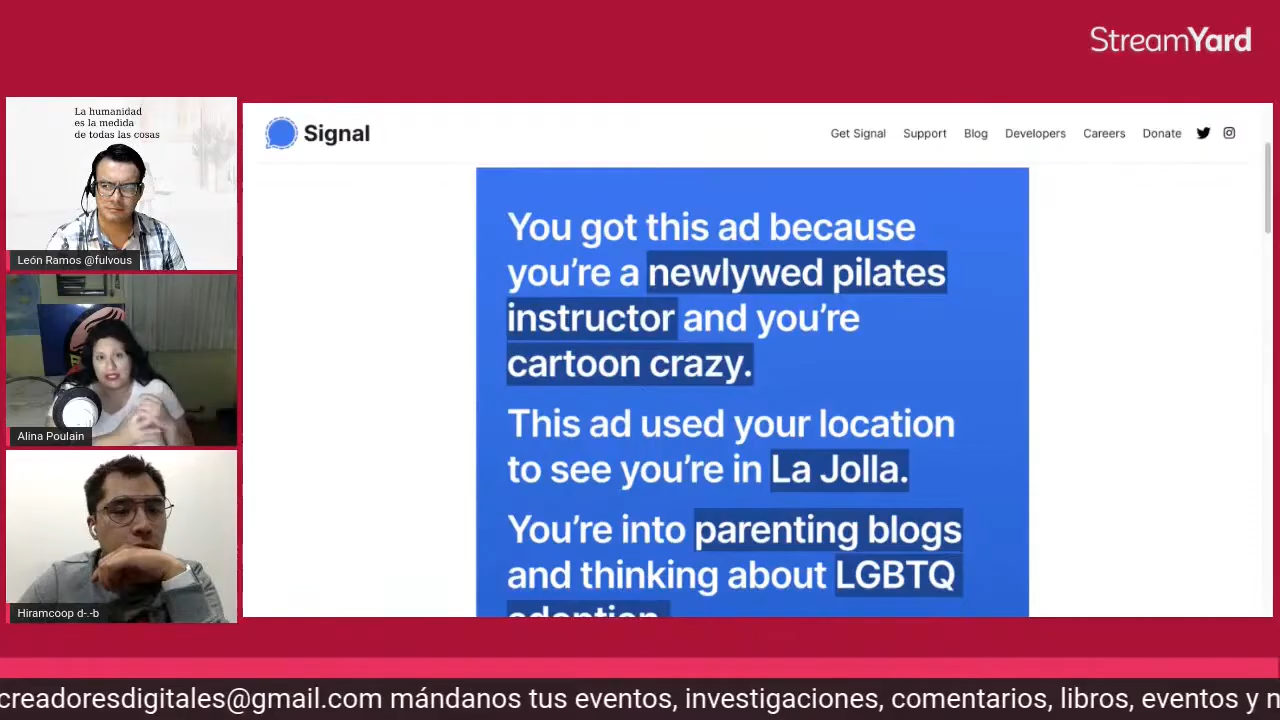 StreamYard
La humanidad
es la medida
de todas las cosas
León Ramos @fulvous
Alina Poulain
Hiramcoop d-.-b
Signal
Get Signal Support Blog Developers Careers Donate
You got this ad because
you’re a newlywed pilates
instructor and you’re
cartoon crazy.
This ad used your location
to see you’re in La Jolla.
You’re into parenting blogs
and thinking about LGBTQ
adoption.
creadoresdigitales@gmail.com mándanos tus eventos, investigaciones, comentarios, libros, eventos y